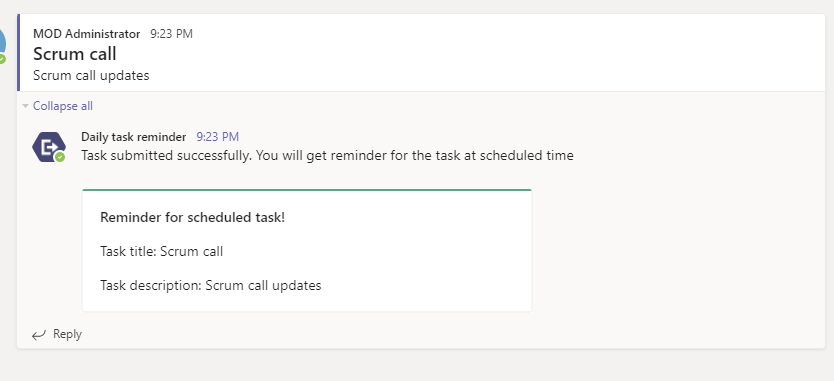 MOD Administrator 9:23 PM
Scrum call
Scrum call updates
Collapse all
Daily task reminder 9:23 PM
Task submitted successfully. You will get reminder for the task at scheduled time
Reminder for scheduled task!
Task title: Scrum call
Task description: Scrum call updates
Reply